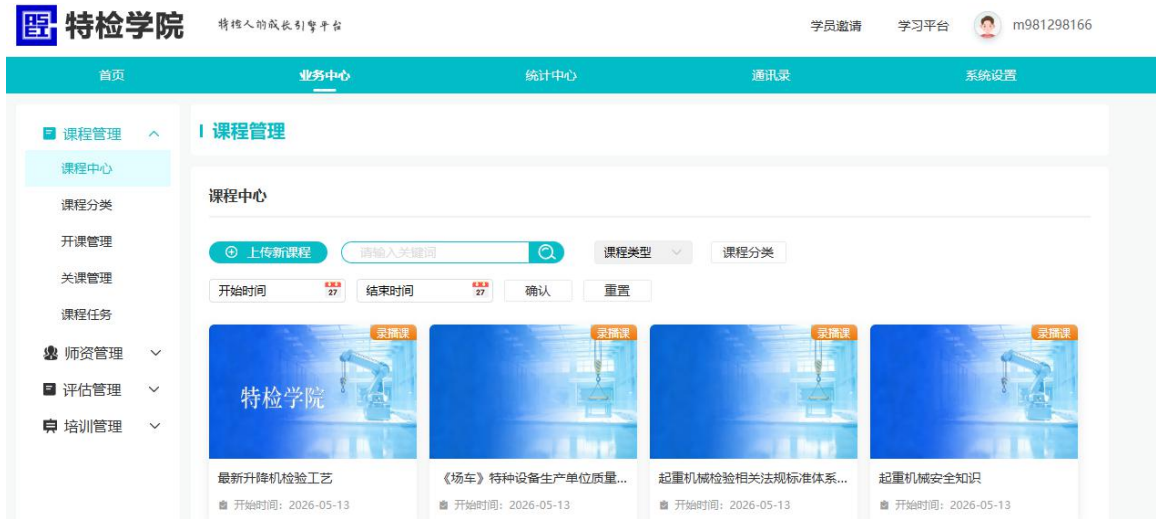 特检学院
特检人的成长引擎平台
学员邀请
学习平台
m981298166
首页
业务中心
统计中心
通讯录
系统设置
课程管理
课程中心
课程分类
开课管理
关课管理
课程任务
师资管理
评估管理
培训管理
课程管理
课程中心
上传新课程
请输入关键词
课程类型
课程分类
开始时间
27
结束时间
27
确认
重置
录播课
特检学院
最新升降机检验工艺
开始时间：2026-05-13
录播课
《场车》特种设备生产单位质量...
开始时间：2026-05-13
录播课
起重机械检验相关法规标准体系...
开始时间：2026-05-13
录播课
起重机械安全知识
开始时间：2026-05-13